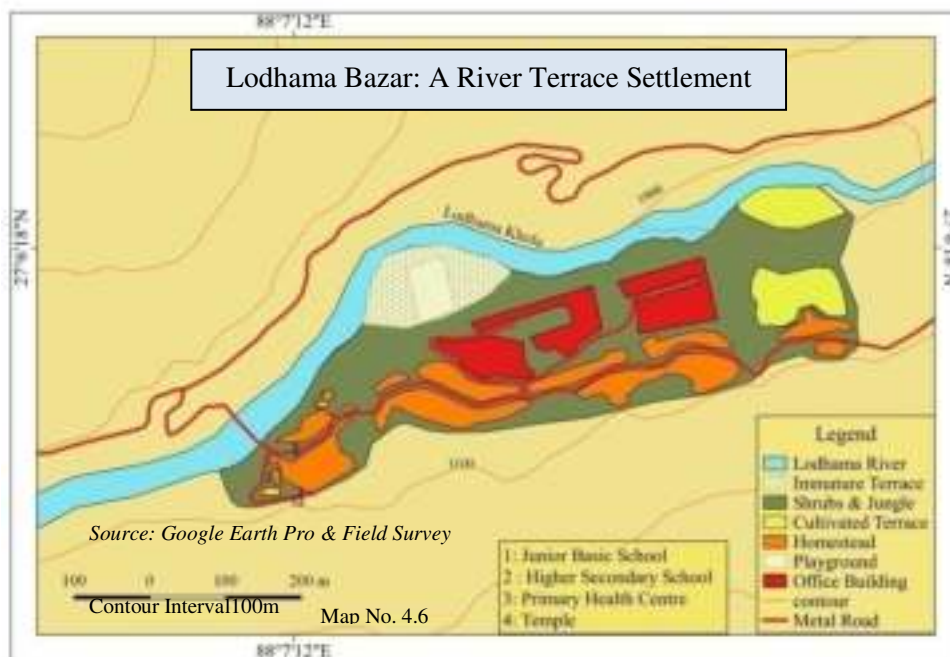 88°7'12"E
Lodhama Bazar: A River Terrace Settlement
27°8'18"N
Lodhama Khola
Legend
Lodhama River
Immature Terrace
Shrubs & Jungle
Cultivated Terrace
Homestead
Playground
Office Building
contour
Metal Road
Source: Google Earth Pro & Field Survey
100 0 100 200 m
Contour Interval100m
Map No. 4.6
1: Junior Basic School
2 : Higher Secondary School
3: Primary Health Centre
4: Temple
88°7'12"E